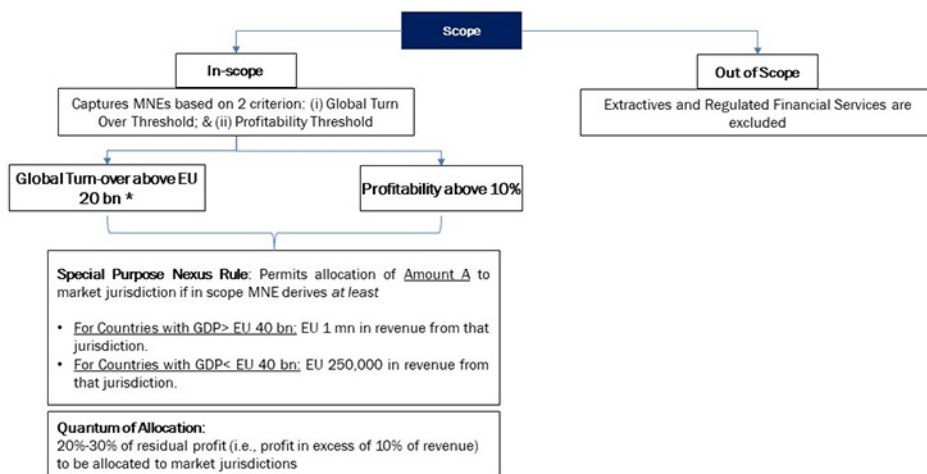 Scope
In-scope
Out of Scope
Captures MNEs based on 2 criterion: (i) Global Turn
Over Threshold; & (ii) Profitability Threshold
Extractives and Regulated Financial Services are
excluded
Global Turn-over above EU
20 bn *
Profitability above 10%
Special Purpose Nexus Rule: Permits allocation of Amount A to
market jurisdiction if in scope MNE derives at least
• For Countries with GDP> EU 40 bn: EU 1 mn in revenue from that
jurisdiction.
• For Countries with GDP< EU 40 bn: EU 250,000 in revenue from
that jurisdiction.
Quantum of Allocation:
20%-30% of residual profit (i.e., profit in excess of 10% of revenue)
to be allocated to market jurisdictions